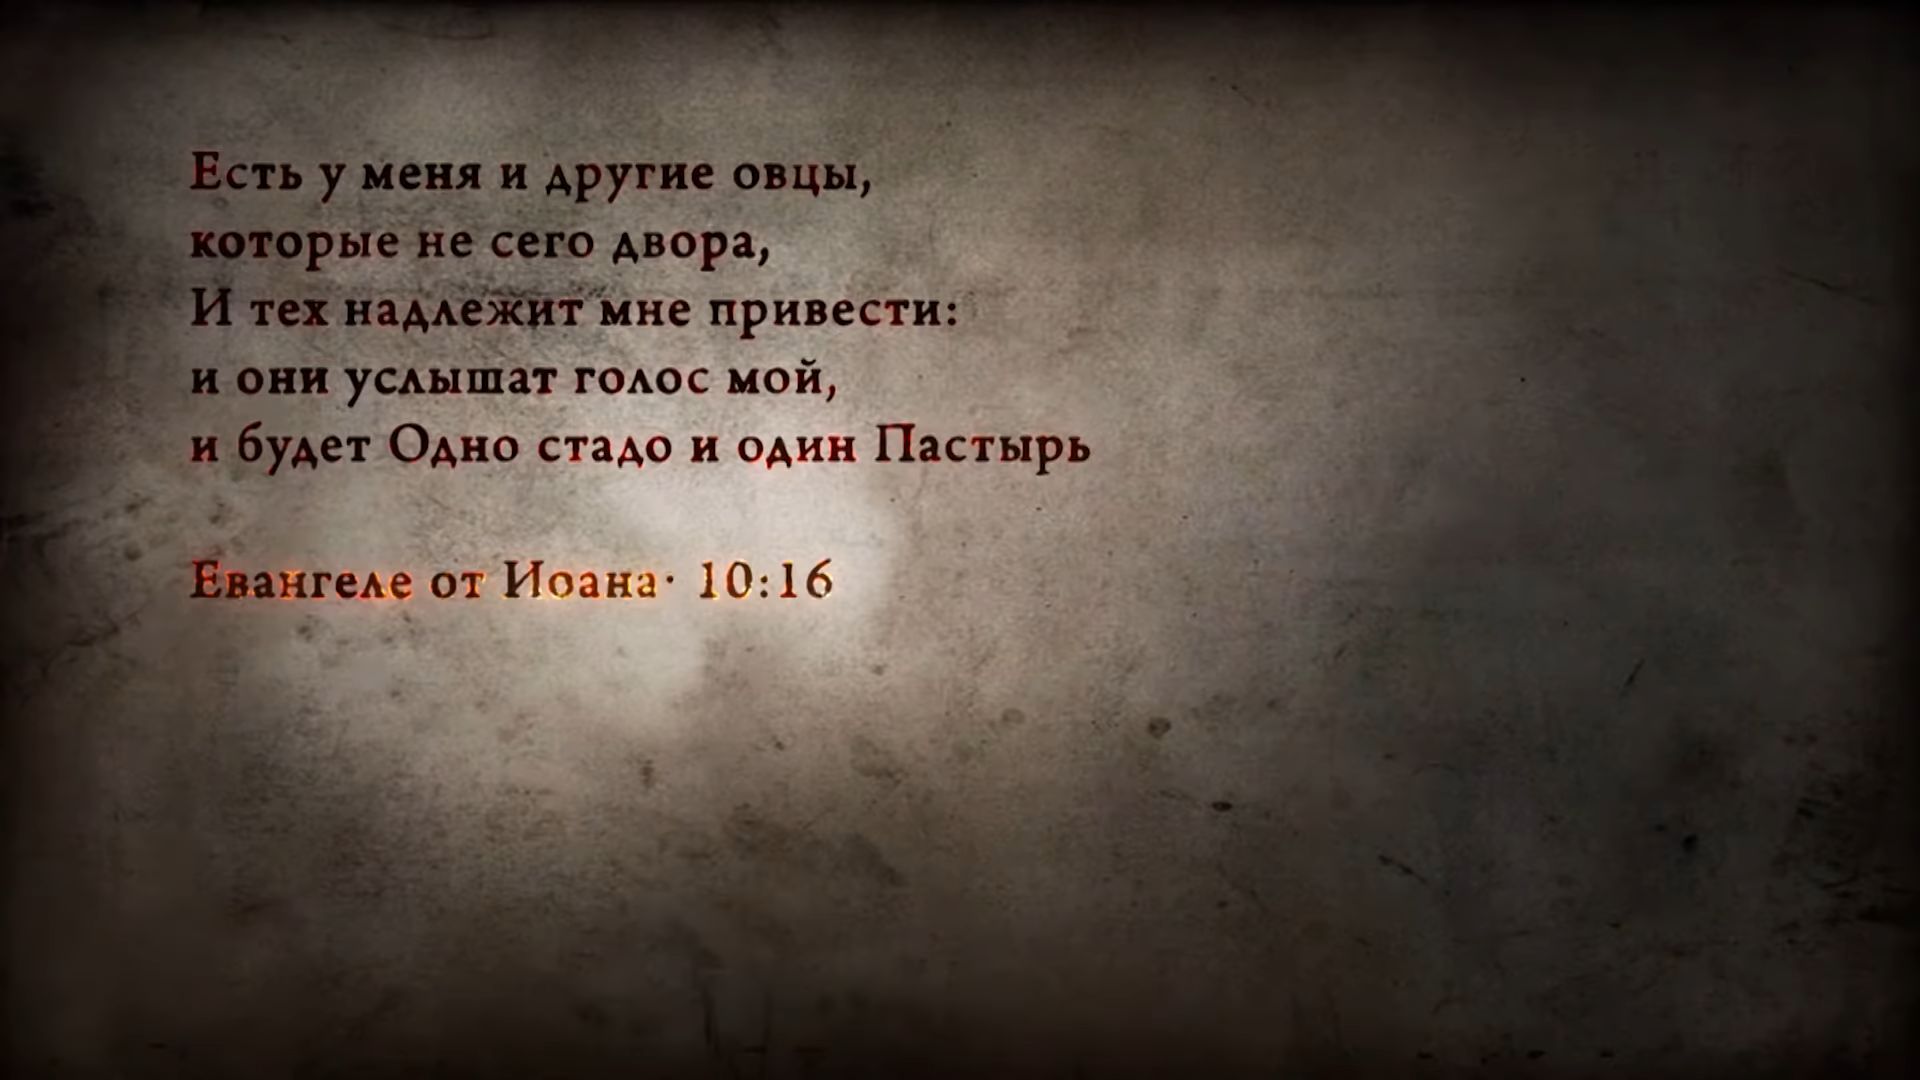 Есть у меня и другие овцы,
которые не сего двора,
И тех надлежит мне привести:
и они услышат голос мой,
и будет Одно стадо и один Пастырь
Евангеле от Иоана· 10:16